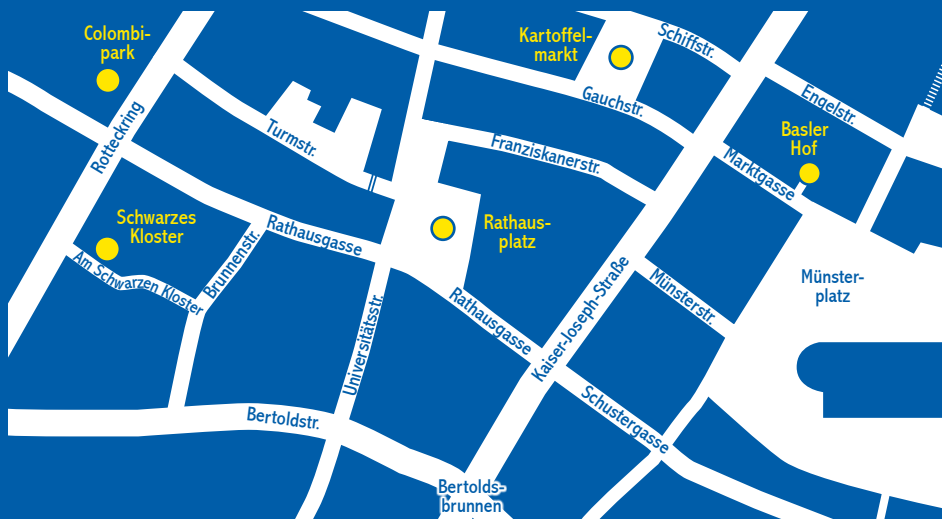 Colombi-
park
Kartoffel-
markt
Schiffstr.
Gauchstr.
Engelstr.
Rotteckring
Turmstr.
Franziskanerstr.
Basler
Hof
Marktgasse
Schwarzes
Kloster
Rathausgasse
Rathaus-
platz
Am Schwarzen Kloster
Brunnenstr.
Universitätsstr.
Rathausgasse
Kaiser-Joseph-Straße
Münsterstr.
Münster-
platz
Bertoldstr.
Schustergasse
Bertolds-
brunnen